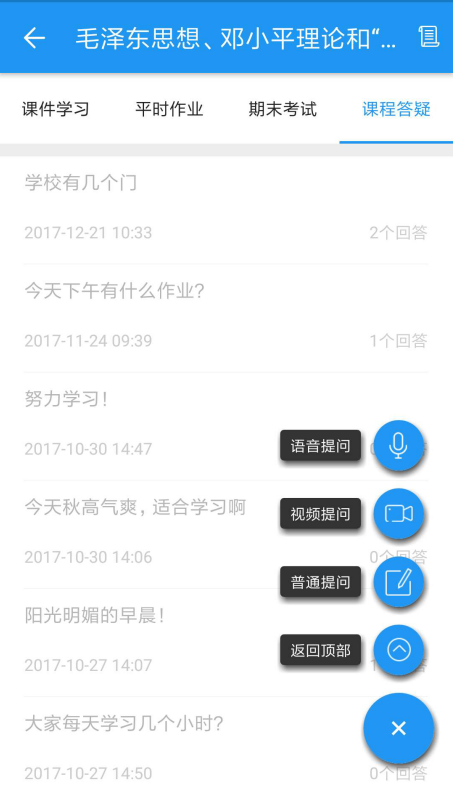 毛泽东思想、邓小平理论和“...
课件学习 平时作业 期末考试 课程答疑
学校有几个门
2017-12-21 10:33 2个回答
今天下午有什么作业?
2017-11-24 09:39 1个回答
努力学习!
语音提问
2017-10-30 14:47
今天秋高气爽，适合学习啊
视频提问
2017-10-30 14:06 0个回答
普通提问
阳光明媚的早晨!
返回顶部
2017-10-27 14:07
大家每天学习几个小时?
2017-10-27 14:50 0个回答